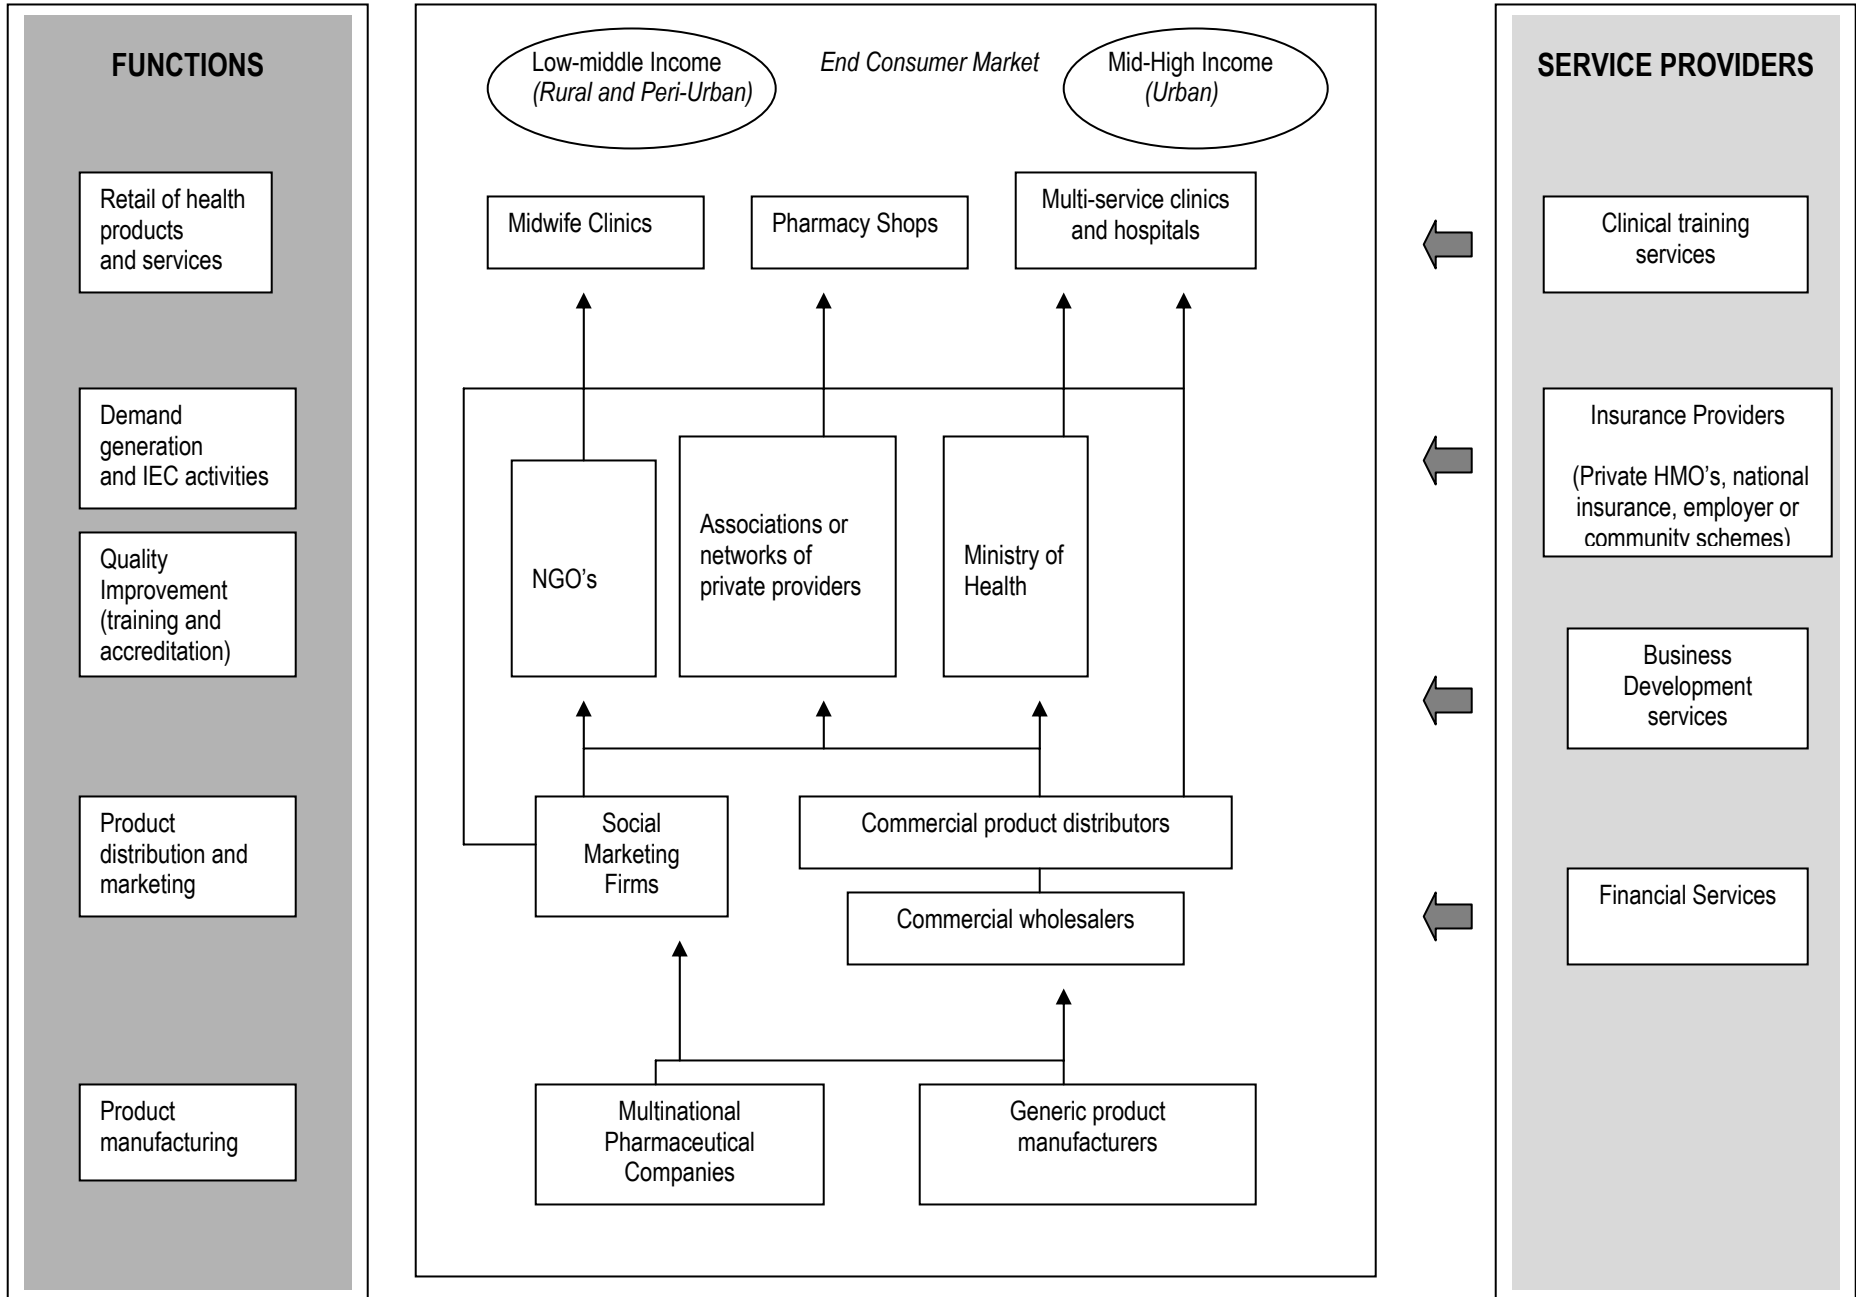 FUNCTIONS
Retail of health
products
and services
Demand
generation
and IEC activities
Quality
Improvement
(training and
accreditation)
Product
distribution and
marketing
Product
manufacturing
Low-middle Income
(Rural and Peri-Urban)
End Consumer Market
Mid-High Income
(Urban)
Midwife Clinics
Pharmacy Shops
Multi-service clinics
and hospitals
NGO's
Associations or
networks of
private providers
Ministry of
Health
Social
Marketing
Firms
Commercial product distributors
Commercial wholesalers
Multinational
Pharmaceutical
Companies
Generic product
manufacturers
SERVICE PROVIDERS
Clinical training
services
Insurance Providers
(Private HMO's, national
insurance, employer or
community schemes)
Business
Development
services
Financial Services